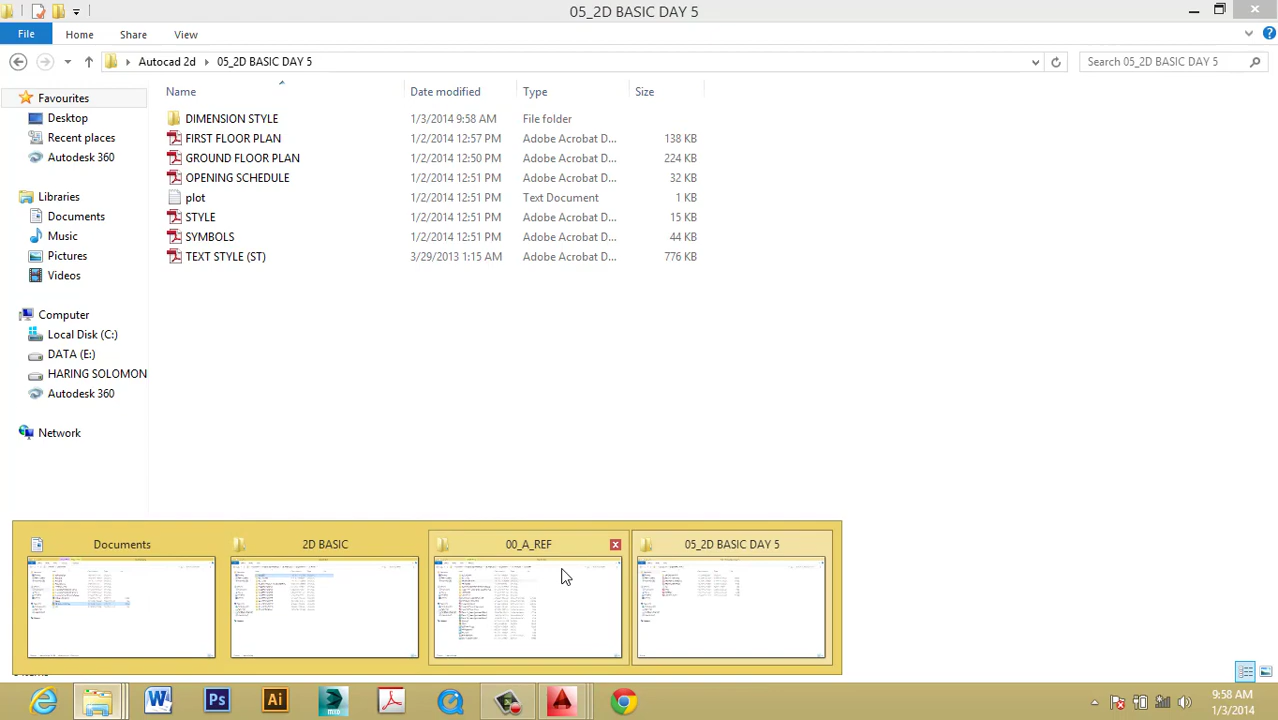 05_2D BASIC DAY 5
File Home Share View
Autocad 2d 05_2D BASIC DAY 5 Search 05_2D BASIC DAY 5
Name Date modified Type Size
Favourites
Desktop
Recent places
Autodesk 360
Libraries
Documents
Music
Pictures
Videos
Computer
Local Disk (C:)
DATA (E:)
HARING SOLOMON
Autodesk 360
Network
DIMENSION STYLE 1/3/2014 9:58 AM File folder
FIRST FLOOR PLAN 1/2/2014 12:57 PM Adobe Acrobat D... 138 KB
GROUND FLOOR PLAN 1/2/2014 12:50 PM Adobe Acrobat D... 224 KB
OPENING SCHEDULE 1/2/2014 12:51 PM Adobe Acrobat D... 32 KB
plot 1/2/2014 12:51 PM Text Document 1 KB
STYLE 1/2/2014 12:51 PM Adobe Acrobat D... 15 KB
SYMBOLS 1/2/2014 12:51 PM Adobe Acrobat D... 44 KB
TEXT STYLE (ST) 3/29/2013 1:15 AM Adobe Acrobat D... 776 KB
Documents 2D BASIC 00_A_REF 05_2D BASIC DAY 5
9:58 AM
1/3/2014